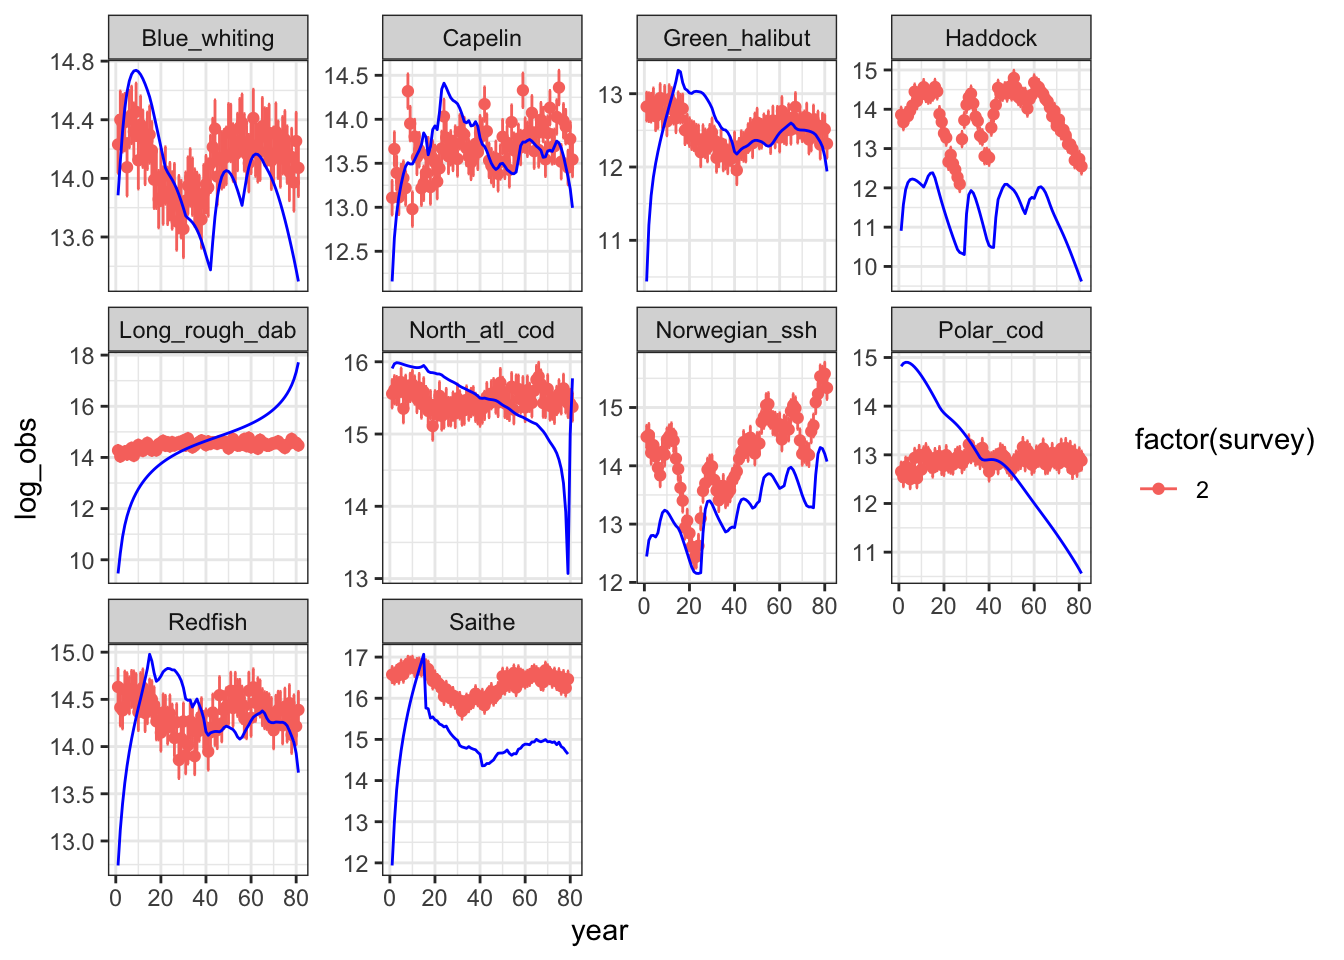 Blue_whiting Capelin Green_halibut Haddock
14.8 14.4 14.0 13.6
14.5 14.0 13.5 13.0 12.5
13 12 11
15 14 13 12 11 10
Long_rough_dab North_atl_cod Norwegian_ssh Polar_cod
18 16 14 12 10
16 15 14 13
15 14 13 12
15 14 13 12 11
0 20 40 60 80
0 20 40 60 80
Redfish Saithe
15.0 14.5 14.0 13.5 13.0
17 16 15 14 13 12
0 20 40 60 80
0 20 40 60 80
log_obs
year
factor(survey)
2